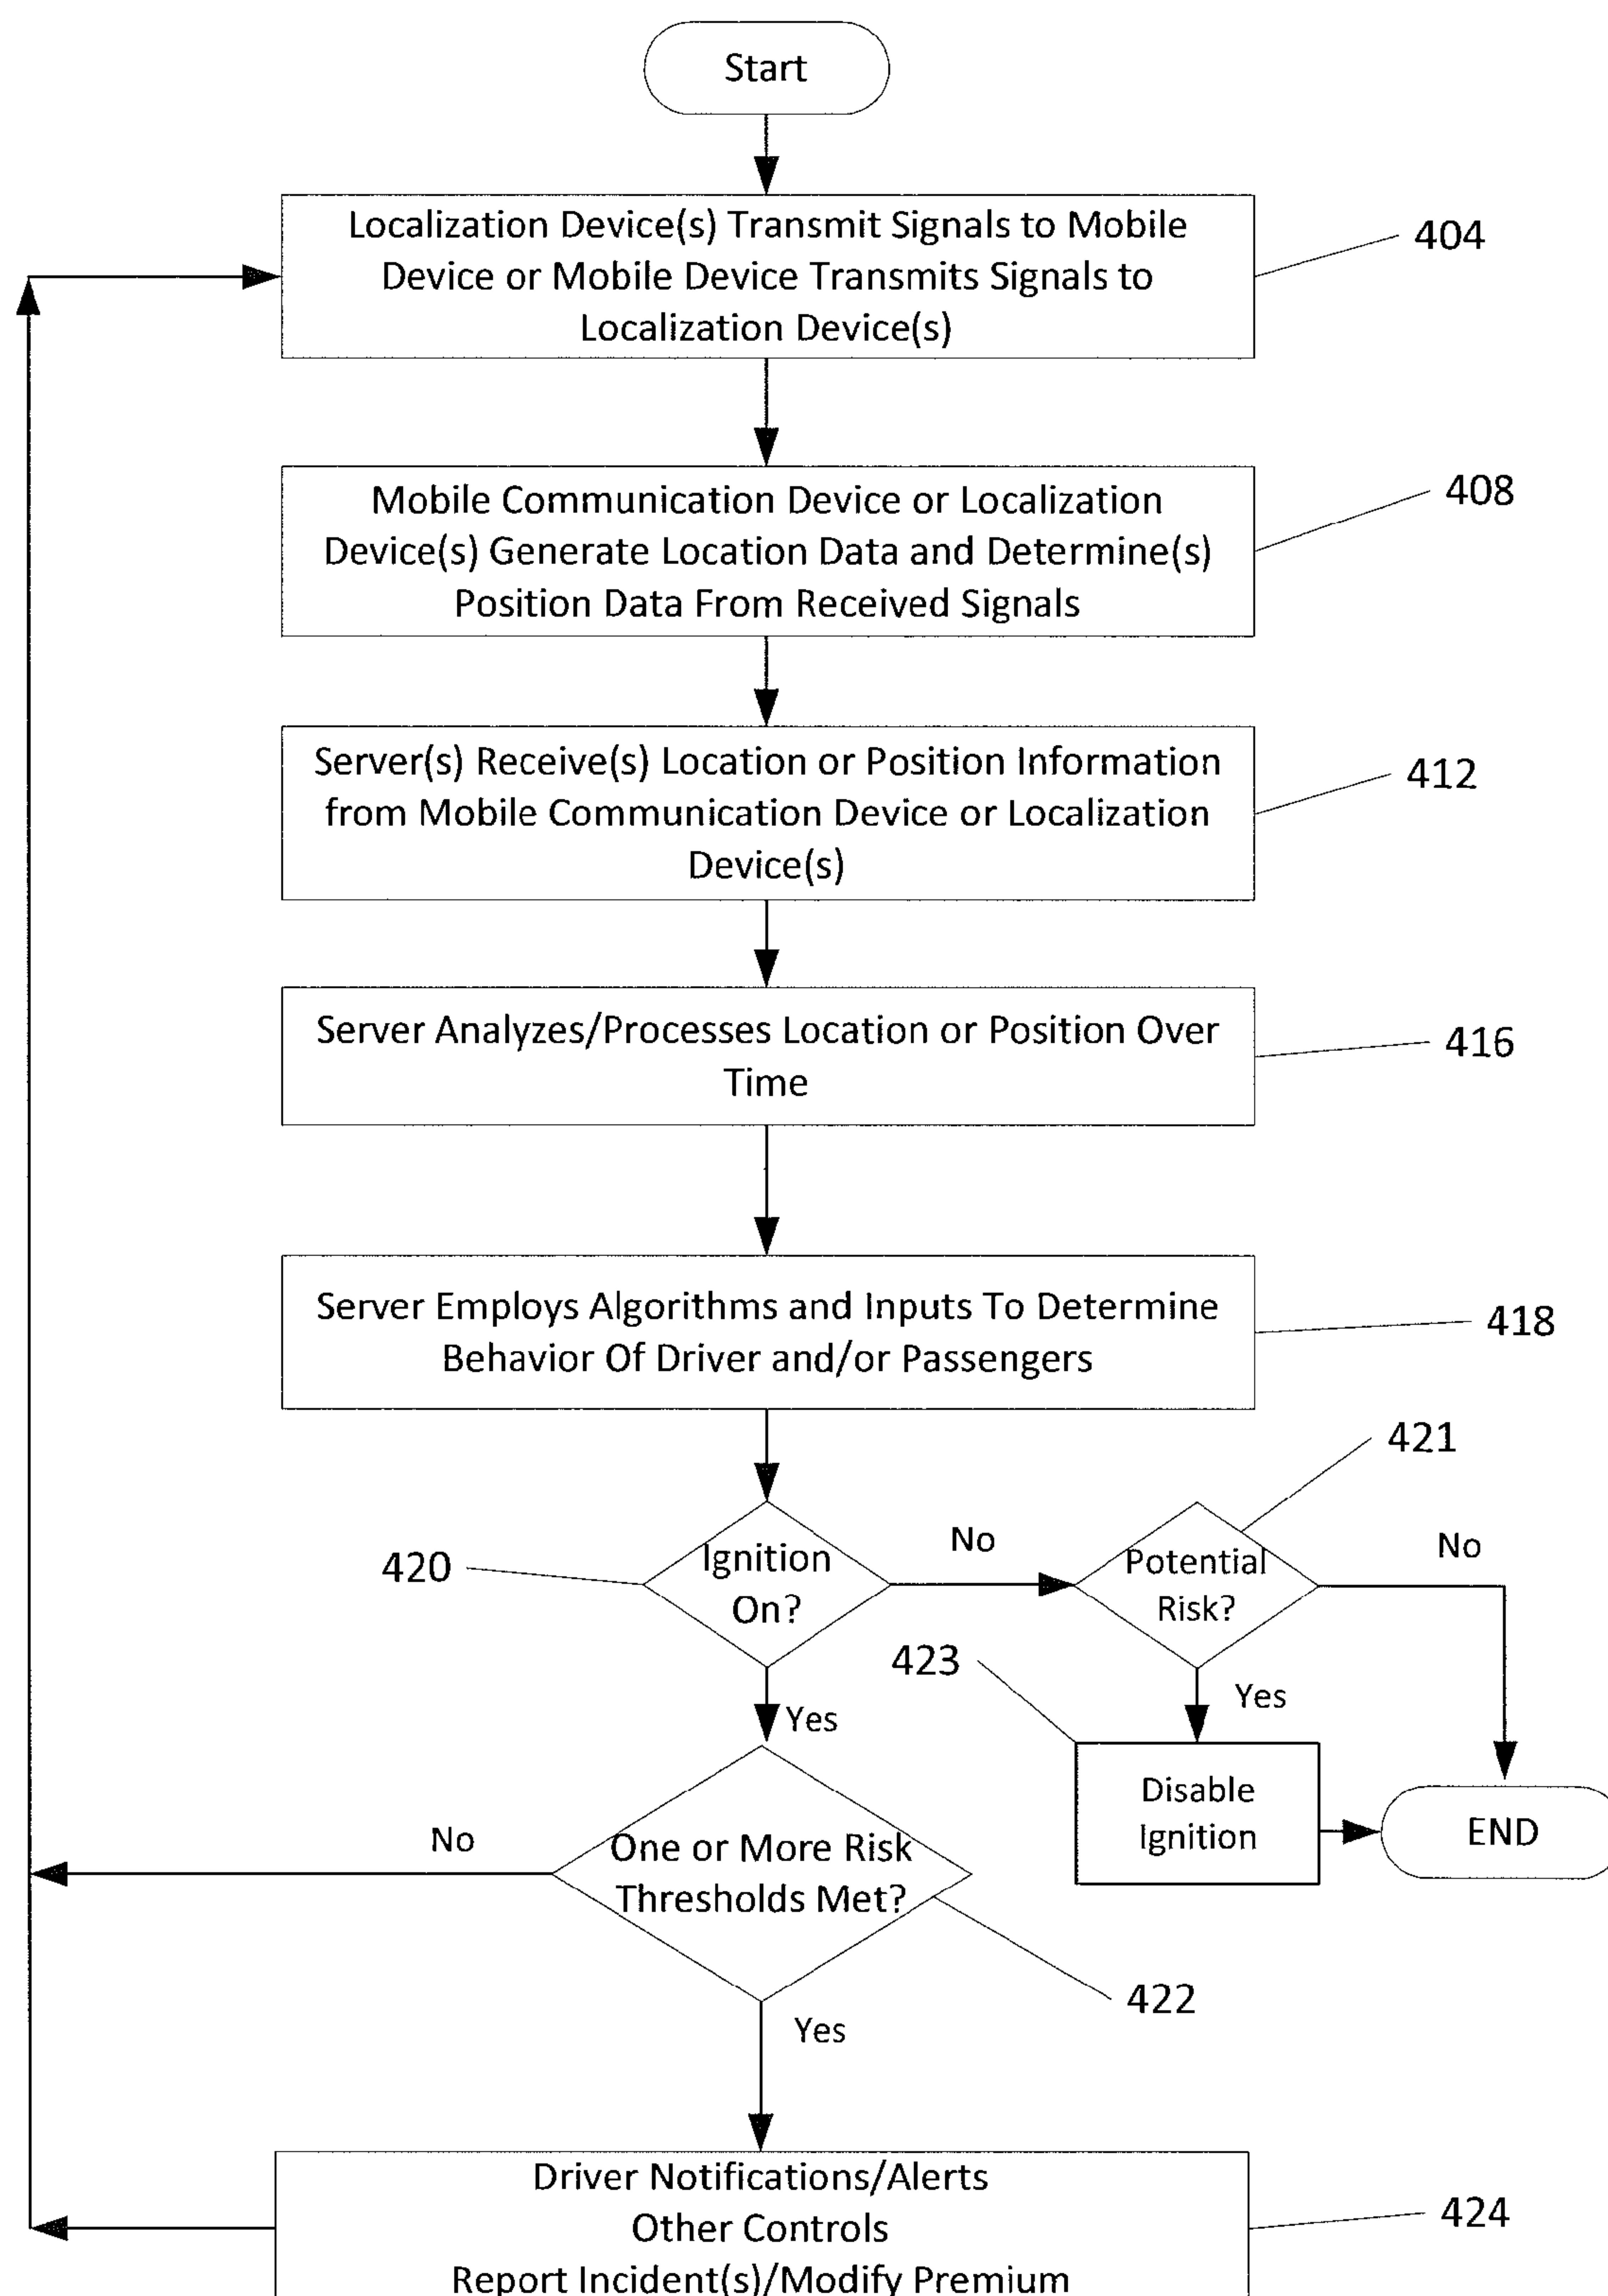 Start
Localization Device(s) Transmit Signals to Mobile
Device or Mobile Device Transmits Signals to
Localization Device(s)
404
Mobile Communication Device or Localization
Device(s) Generate Location Data and Determine(s)
Position Data From Received Signals
408
Server(s) Receive(s) Location or Position Information
from Mobile Communication Device or Localization
Device(s)
412
Server Analyzes/Processes Location or Position Over
Time
416
Server Employs Algorithms and Inputs To Determine
Behavior Of Driver and/or Passengers
418
420
Ignition
On?
No
421
Potential
Risk?
No
Yes
423
Yes
Disable
Ignition
END
No
One or More Risk
Thresholds Met?
422
Yes
Driver Notifications/Alerts
Other Controls
Report Incident(s)/Modify Premium
424